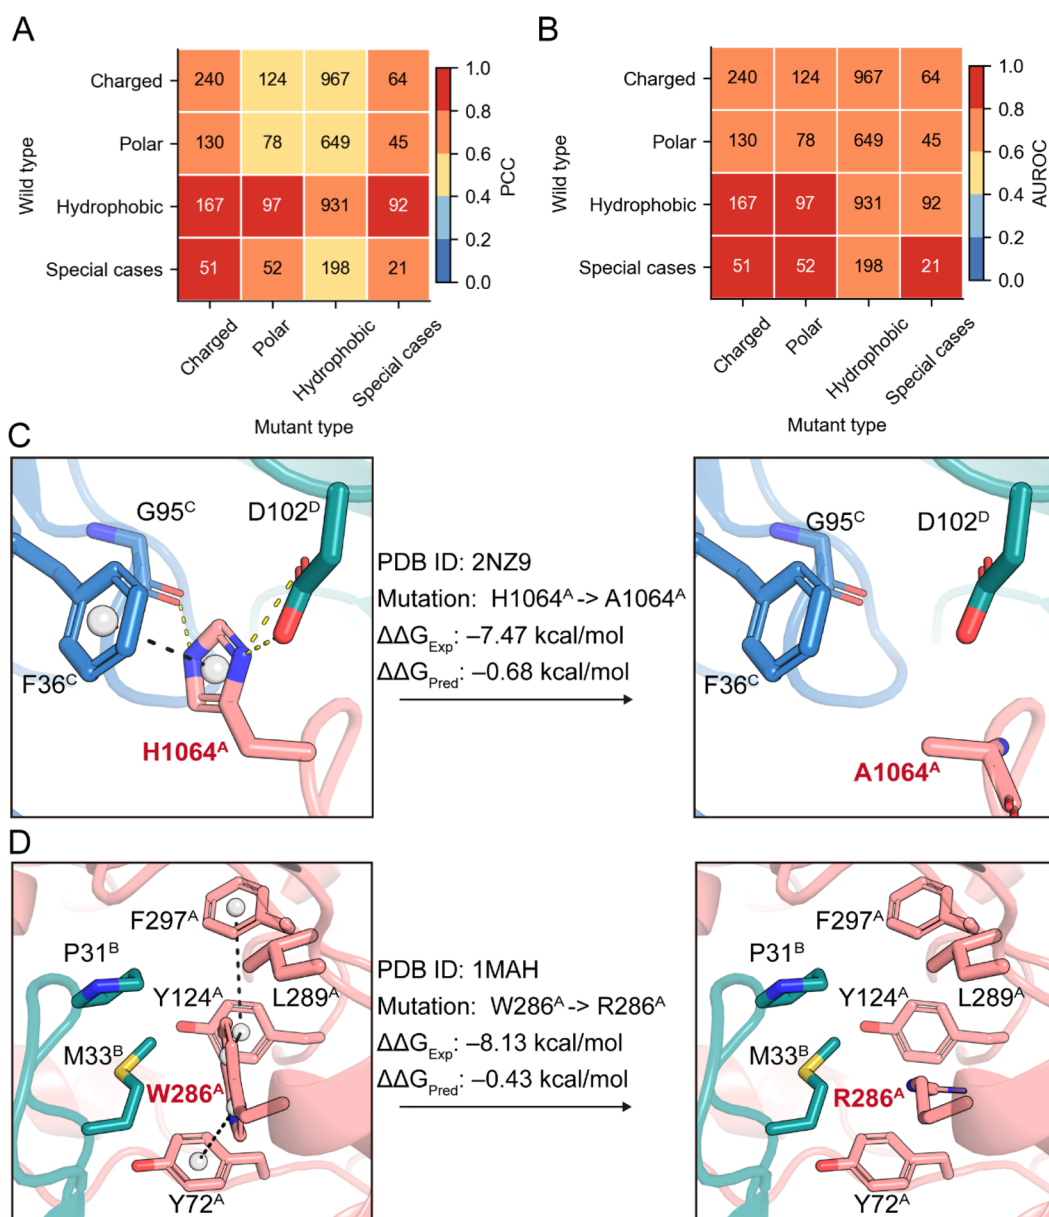 A
Charged
Polar
Hydrophobic
Special cases
Wild type
240 124 967 64
130 78 649 45
167 97 931 92
51 52 198 21
Charged
Polar
Hydrophobic
Special cases
Mutant type
1.0
0.8
0.6
0.4
0.2
0.0
PCC
B
Charged
Polar
Hydrophobic
Special cases
Wild type
240 124 967 64
130 78 649 45
167 97 931 92
51 52 198 21
Charged
Polar
Hydrophobic
Special cases
Mutant type
1.0
0.8
0.6
0.4
0.2
0.0
AUROC
C
G95ᶜ
D102ᴰ
F36ᶜ
H1064ᴬ
PDB ID: 2NZ9
Mutation: H1064ᴬ -> A1064ᴬ
ΔΔG_Exp: –7.47 kcal/mol
ΔΔG_Pred: –0.68 kcal/mol
G95ᶜ
D102ᴰ
F36ᶜ
A1064ᴬ
D
F297ᴬ
P31ᴮ
Y124ᴬ
L289ᴬ
M33ᴮ
W286ᴬ
Y72ᴬ
PDB ID: 1MAH
Mutation: W286ᴬ -> R286ᴬ
ΔΔG_Exp: –8.13 kcal/mol
ΔΔG_Pred: –0.43 kcal/mol
F297ᴬ
P31ᴮ
Y124ᴬ
L289ᴬ
M33ᴮ
R286ᴬ
Y72ᴬ